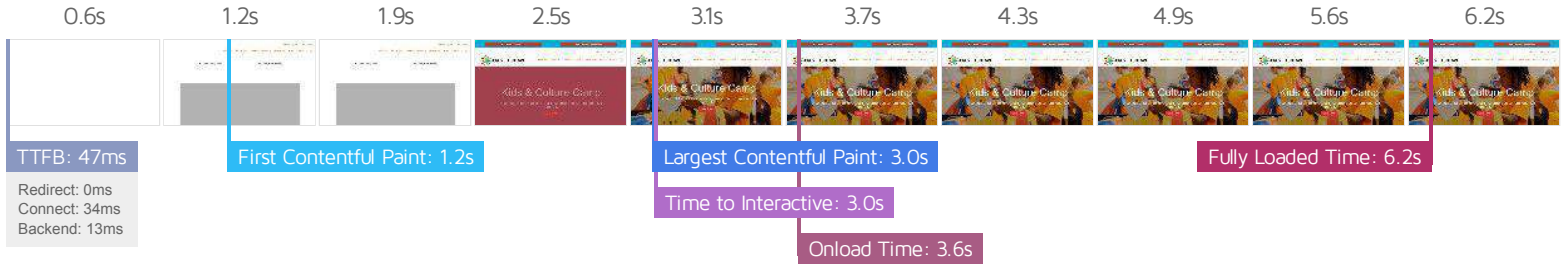 0.6s 1.2s 1.9s 2.5s 3.1s 3.7s 4.3s 4.9s 5.6s 6.2s
Kids & Culture Camp
Kids & Culture Camp
Kids & Culture Camp
Kids & Culture Camp
Kids & Culture Camp
Kids & Culture Camp
Kids & Culture Camp
TTFB: 47ms
First Contentful Paint: 1.2s
Largest Contentful Paint: 3.0s
Fully Loaded Time: 6.2s
Redirect: 0ms
Connect: 34ms
Backend: 13ms
Time to Interactive: 3.0s
Onload Time: 3.6s